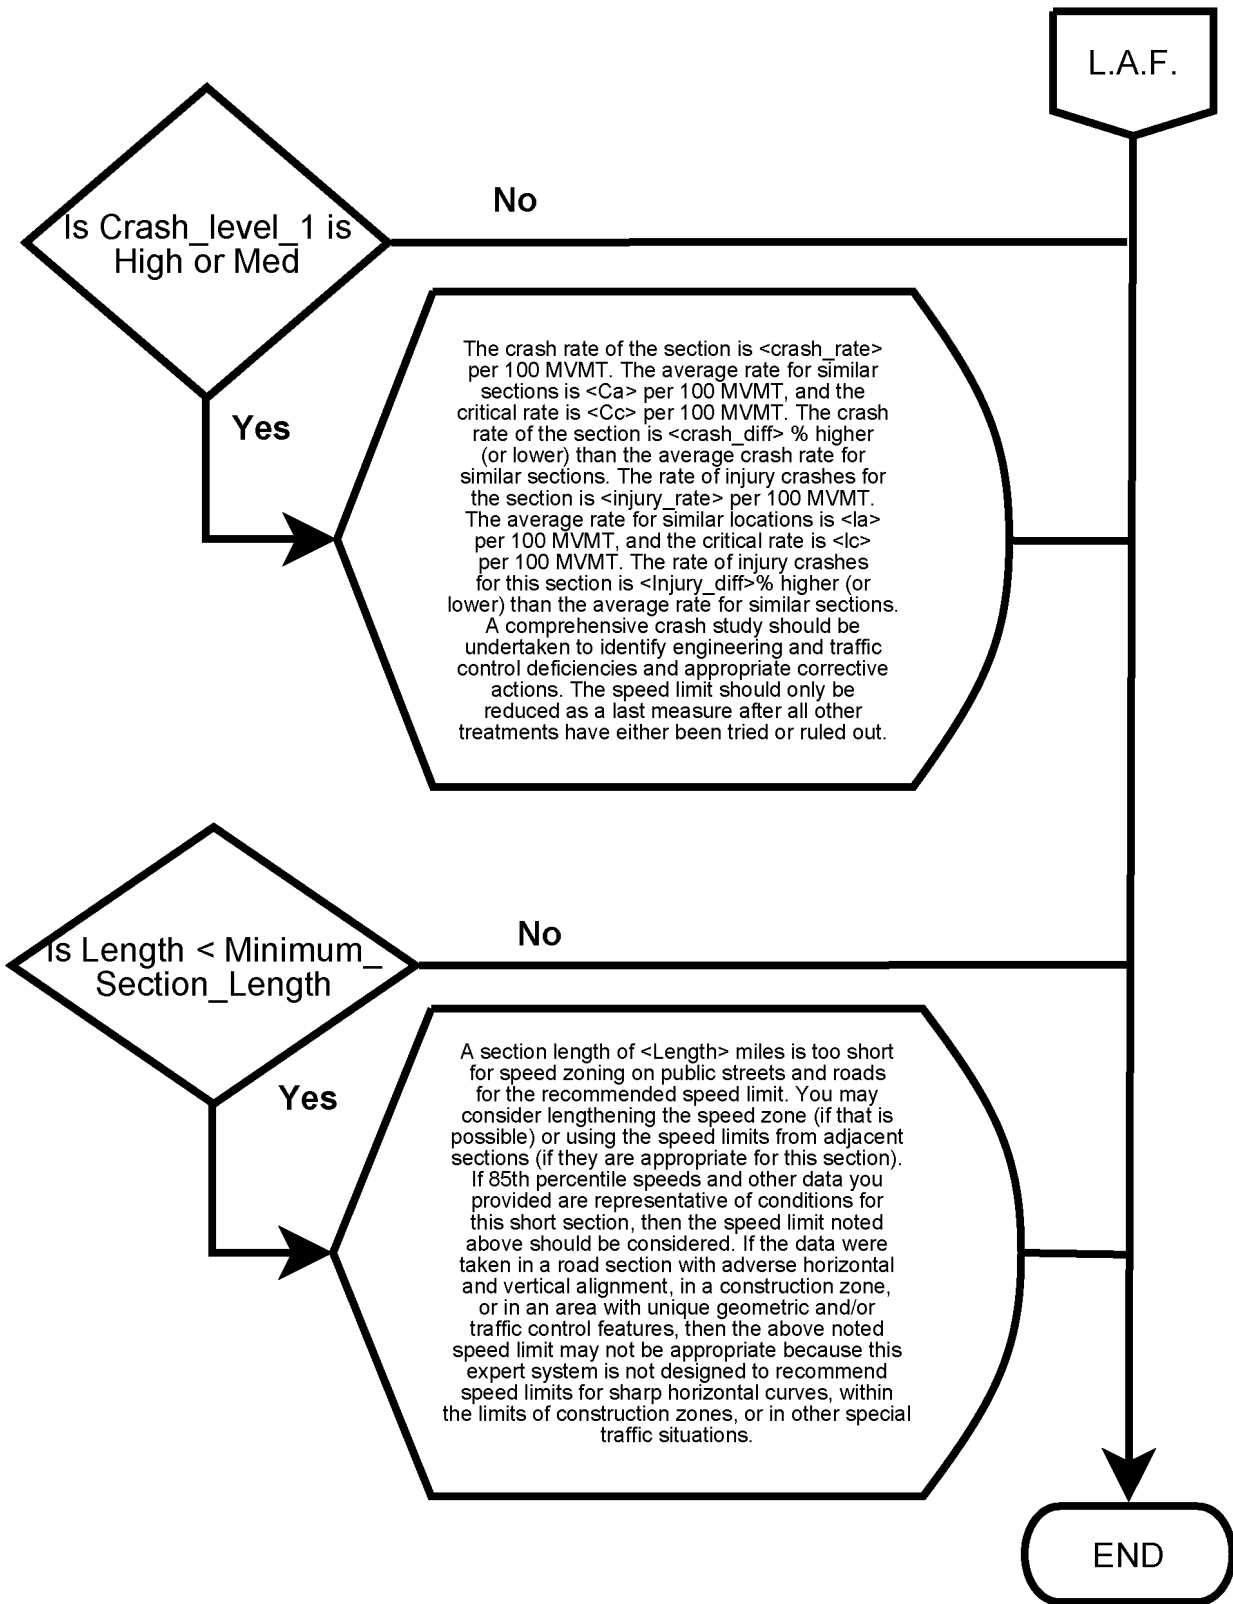 L.A.F.
Is Crash_level_1 is
High or Med
No
Yes
The crash rate of the section is <crash_rate>
per 100 MVMT. The average rate for similar
sections is <Ca> per 100 MVMT, and the
critical rate is <Cc> per 100 MVMT. The crash
rate of the section is <crash_diff> % higher
(or lower) than the average crash rate for
similar sections. The rate of injury crashes for
the section is <injury_rate> per 100 MVMT.
The average rate for similar locations is <Ia>
per 100 MVMT, and the critical rate is <Ic>
per 100 MVMT. The rate of injury crashes
for this section is <Injury_diff>% higher (or
lower) than the average rate for similar sections.
A comprehensive crash study should be
undertaken to identify engineering and traffic
control deficiencies and appropriate corrective
actions. The speed limit should only be
reduced as a last measure after all other
treatments have either been tried or ruled out.
Is Length < Minimum_
Section_Length
No
Yes
A section length of <Length> miles is too short
for speed zoning on public streets and roads
for the recommended speed limit. You may
consider lengthening the speed zone (if that is
possible) or using the speed limits from adjacent
sections (if they are appropriate for this section).
If 85th percentile speeds and other data you
provided are representative of conditions for
this short section, then the speed limit noted
above should be considered. If the data were
taken in a road section with adverse horizontal
and vertical alignment, in a construction zone,
or in an area with unique geometric and/or
traffic control features, then the above noted
speed limit may not be appropriate because this
expert system is not designed to recommend
speed limits for sharp horizontal curves, within
the limits of construction zones, or in other special
traffic situations.
END